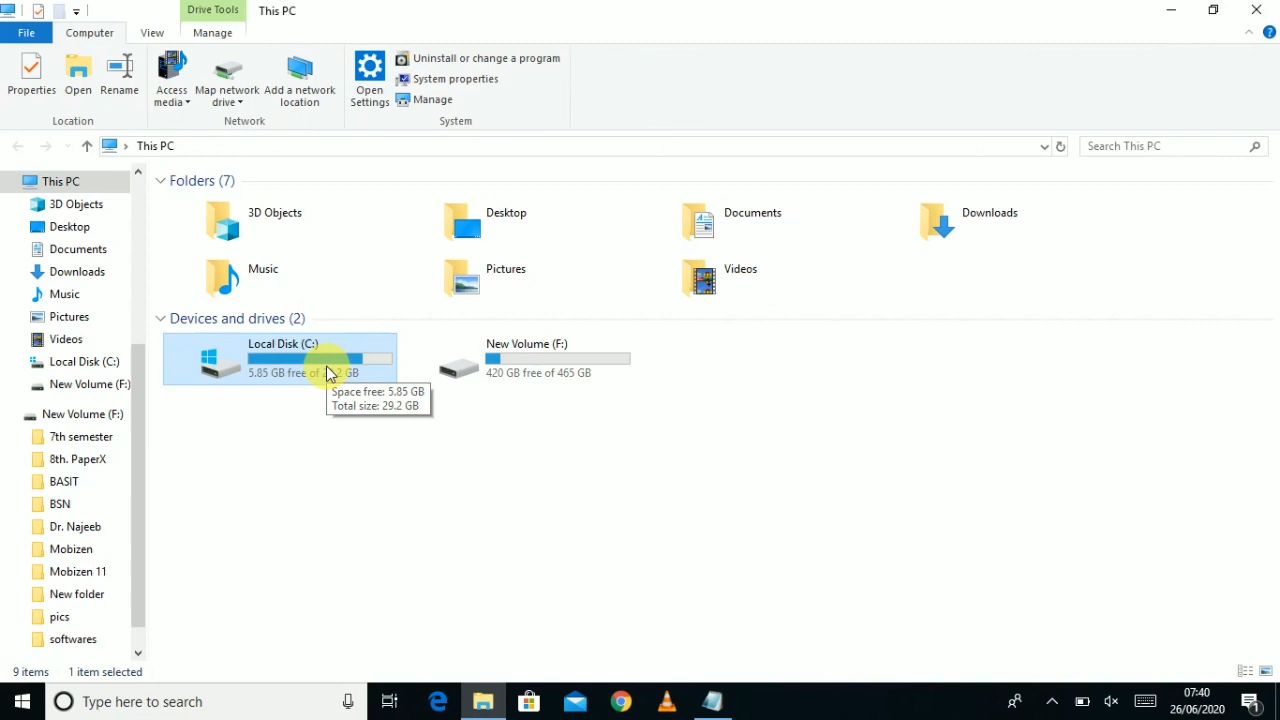 Drive Tools
This PC
File
Computer
View
Manage
Properties
Open
Rename
Access media
Map network drive
Add a network location
Open Settings
Uninstall or change a program
System properties
Manage
Location
Network
System
This PC
Search This PC
This PC
3D Objects
Desktop
Documents
Downloads
Music
Pictures
Videos
Local Disk (C:)
New Volume (F:)
New Volume (F:)
7th semester
8th. PaperX
BASIT
BSN
Dr. Najeeb
Mobizen
Mobizen 11
New folder
pics
softwares
Folders (7)
3D Objects
Desktop
Documents
Downloads
Music
Pictures
Videos
Devices and drives (2)
Local Disk (C:)
5.85 GB free of GB
New Volume (F:)
420 GB free of 465 GB
Space free: 5.85 GB
Total size: 29.2 GB
9 items
1 item selected
Type here to search
07:40
26/06/2020
1